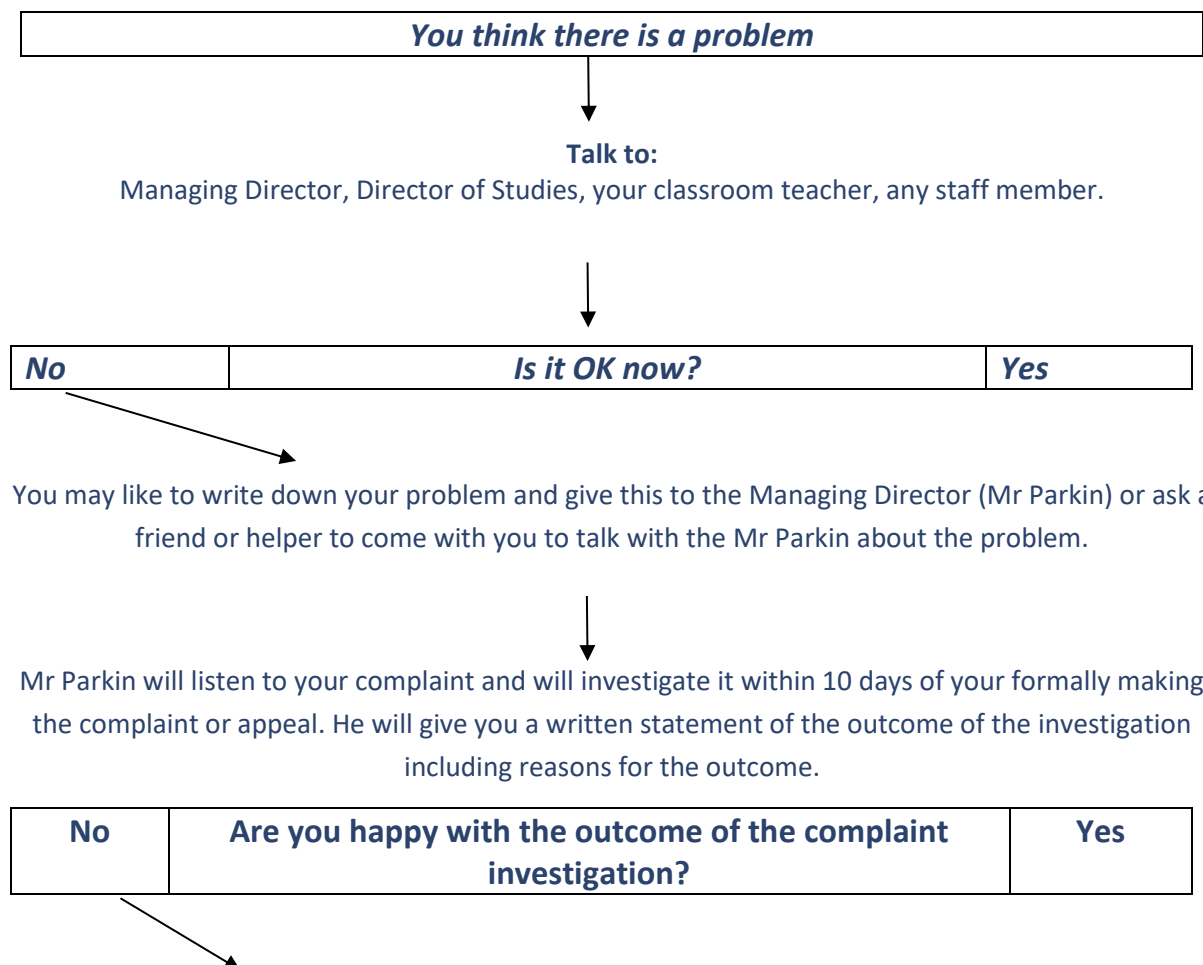 You think there is a problem
Talk to:
Managing Director, Director of Studies, your classroom teacher, any staff member.
No Is it OK now? Yes
You may like to write down your problem and give this to the Managing Director (Mr Parkin) or ask a
friend or helper to come with you to talk with the Mr Parkin about the problem.
Mr Parkin will listen to your complaint and will investigate it within 10 days of your formally making
the complaint or appeal. He will give you a written statement of the outcome of the investigation
including reasons for the outcome.
No Are you happy with the outcome of the complaint Yes
investigation?